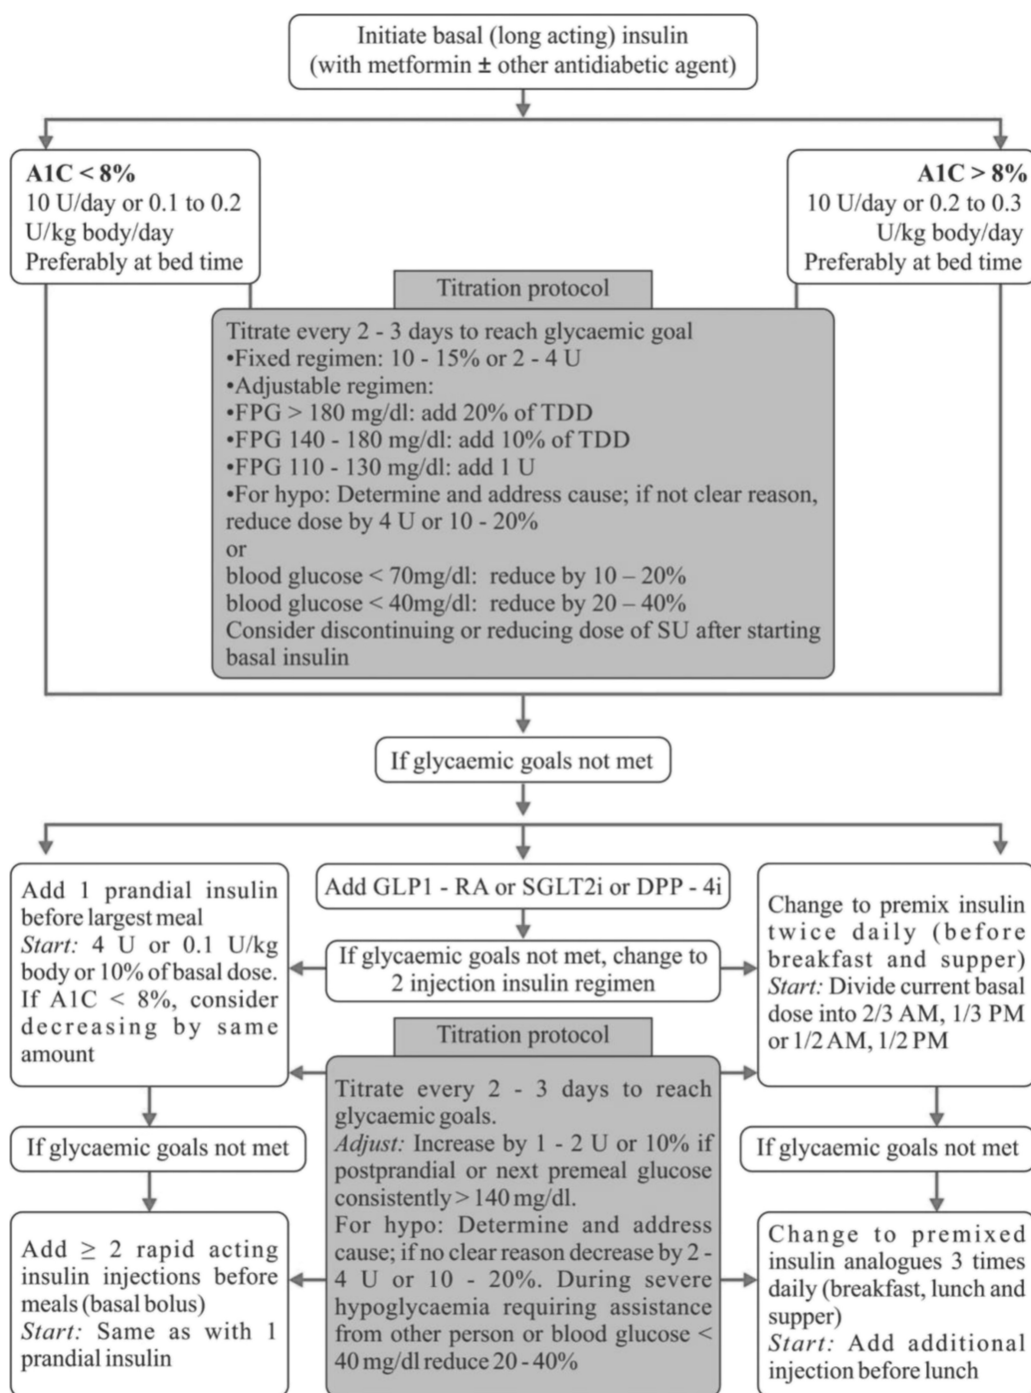 Initiate basal (long acting) insulin
(with metformin ± other antidiabetic agent)
A1C < 8%
10 U/day or 0.1 to 0.2
U/kg body/day
Preferably at bed time
A1C > 8%
10 U/day or 0.2 to 0.3
U/kg body/day
Preferably at bed time
Titration protocol
Titrate every 2 - 3 days to reach glycaemic goal
•Fixed regimen: 10 - 15% or 2 - 4 U
•Adjustable regimen:
•FPG > 180 mg/dl: add 20% of TDD
•FPG 140 - 180 mg/dl: add 10% of TDD
•FPG 110 - 130 mg/dl: add 1 U
•For hypo: Determine and address cause; if not clear reason,
reduce dose by 4 U or 10 - 20%
or
blood glucose < 70mg/dl: reduce by 10 – 20%
blood glucose < 40mg/dl: reduce by 20 – 40%
Consider discontinuing or reducing dose of SU after starting
basal insulin
If glycaemic goals not met
Add 1 prandial insulin
before largest meal
Start: 4 U or 0.1 U/kg
body or 10% of basal dose.
If A1C < 8%, consider
decreasing by same
amount
Add GLP1 - RA or SGLT2i or DPP - 4i
If glycaemic goals not met, change to
2 injection insulin regimen
Change to premix insulin
twice daily (before
breakfast and supper)
Start: Divide current basal
dose into 2/3 AM, 1/3 PM
or 1/2 AM, 1/2 PM
Titration protocol
Titrate every 2 - 3 days to reach
glycaemic goals.
Adjust: Increase by 1 - 2 U or 10% if
postprandial or next premeal glucose
consistently > 140 mg/dl.
For hypo: Determine and address
cause; if no clear reason decrease by 2 -
4 U or 10 - 20%. During severe
hypoglycaemia requiring assistance
from other person or blood glucose <
40 mg/dl reduce 20 - 40%
If glycaemic goals not met
If glycaemic goals not met
Add ≥ 2 rapid acting
insulin injections before
meals (basal bolus)
Start: Same as with 1
prandial insulin
Change to premixed
insulin analogues 3 times
daily (breakfast, lunch and
supper)
Start: Add additional
injection before lunch